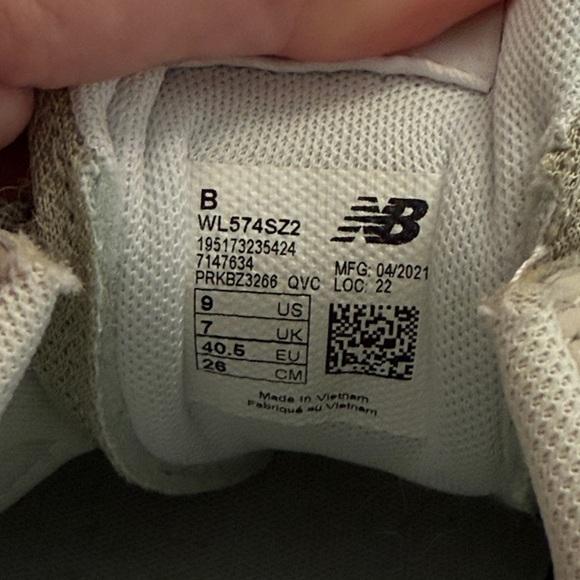 B
WL574SZ2
NB
195173235424
7147634
PRKBZ3266 QVC
MFG: 04/2021
LOC: 22
9 US
7 UK
40.5 EU
26 CM
Made in Vietnam
Fabriqué au Vietnam